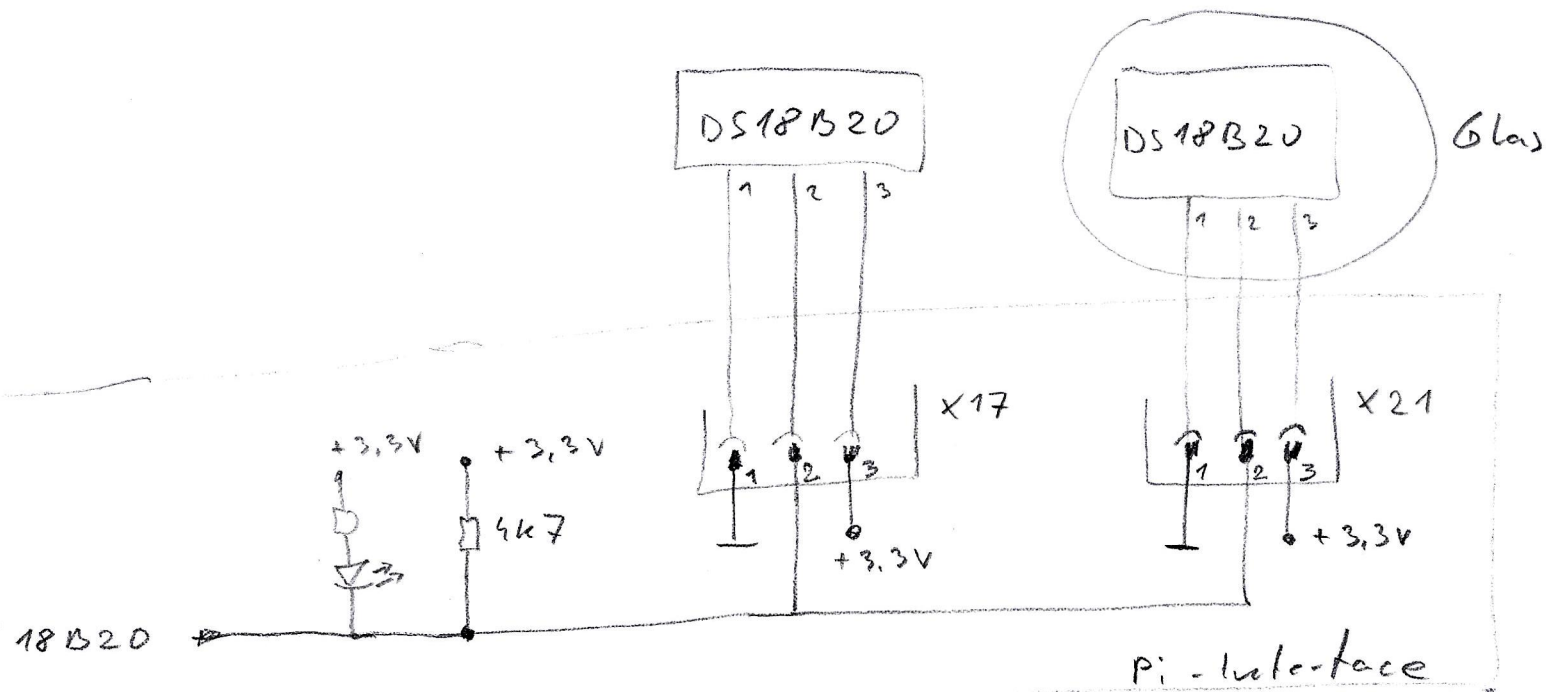 DS18B20
DS18B20
Glas
1 2 3
1 2 3
X17
X21
+3,3V
+3,3V
1 2 3
1 2 3
4k7
+3,3V
+3,3V
18B20
Pi-Interface